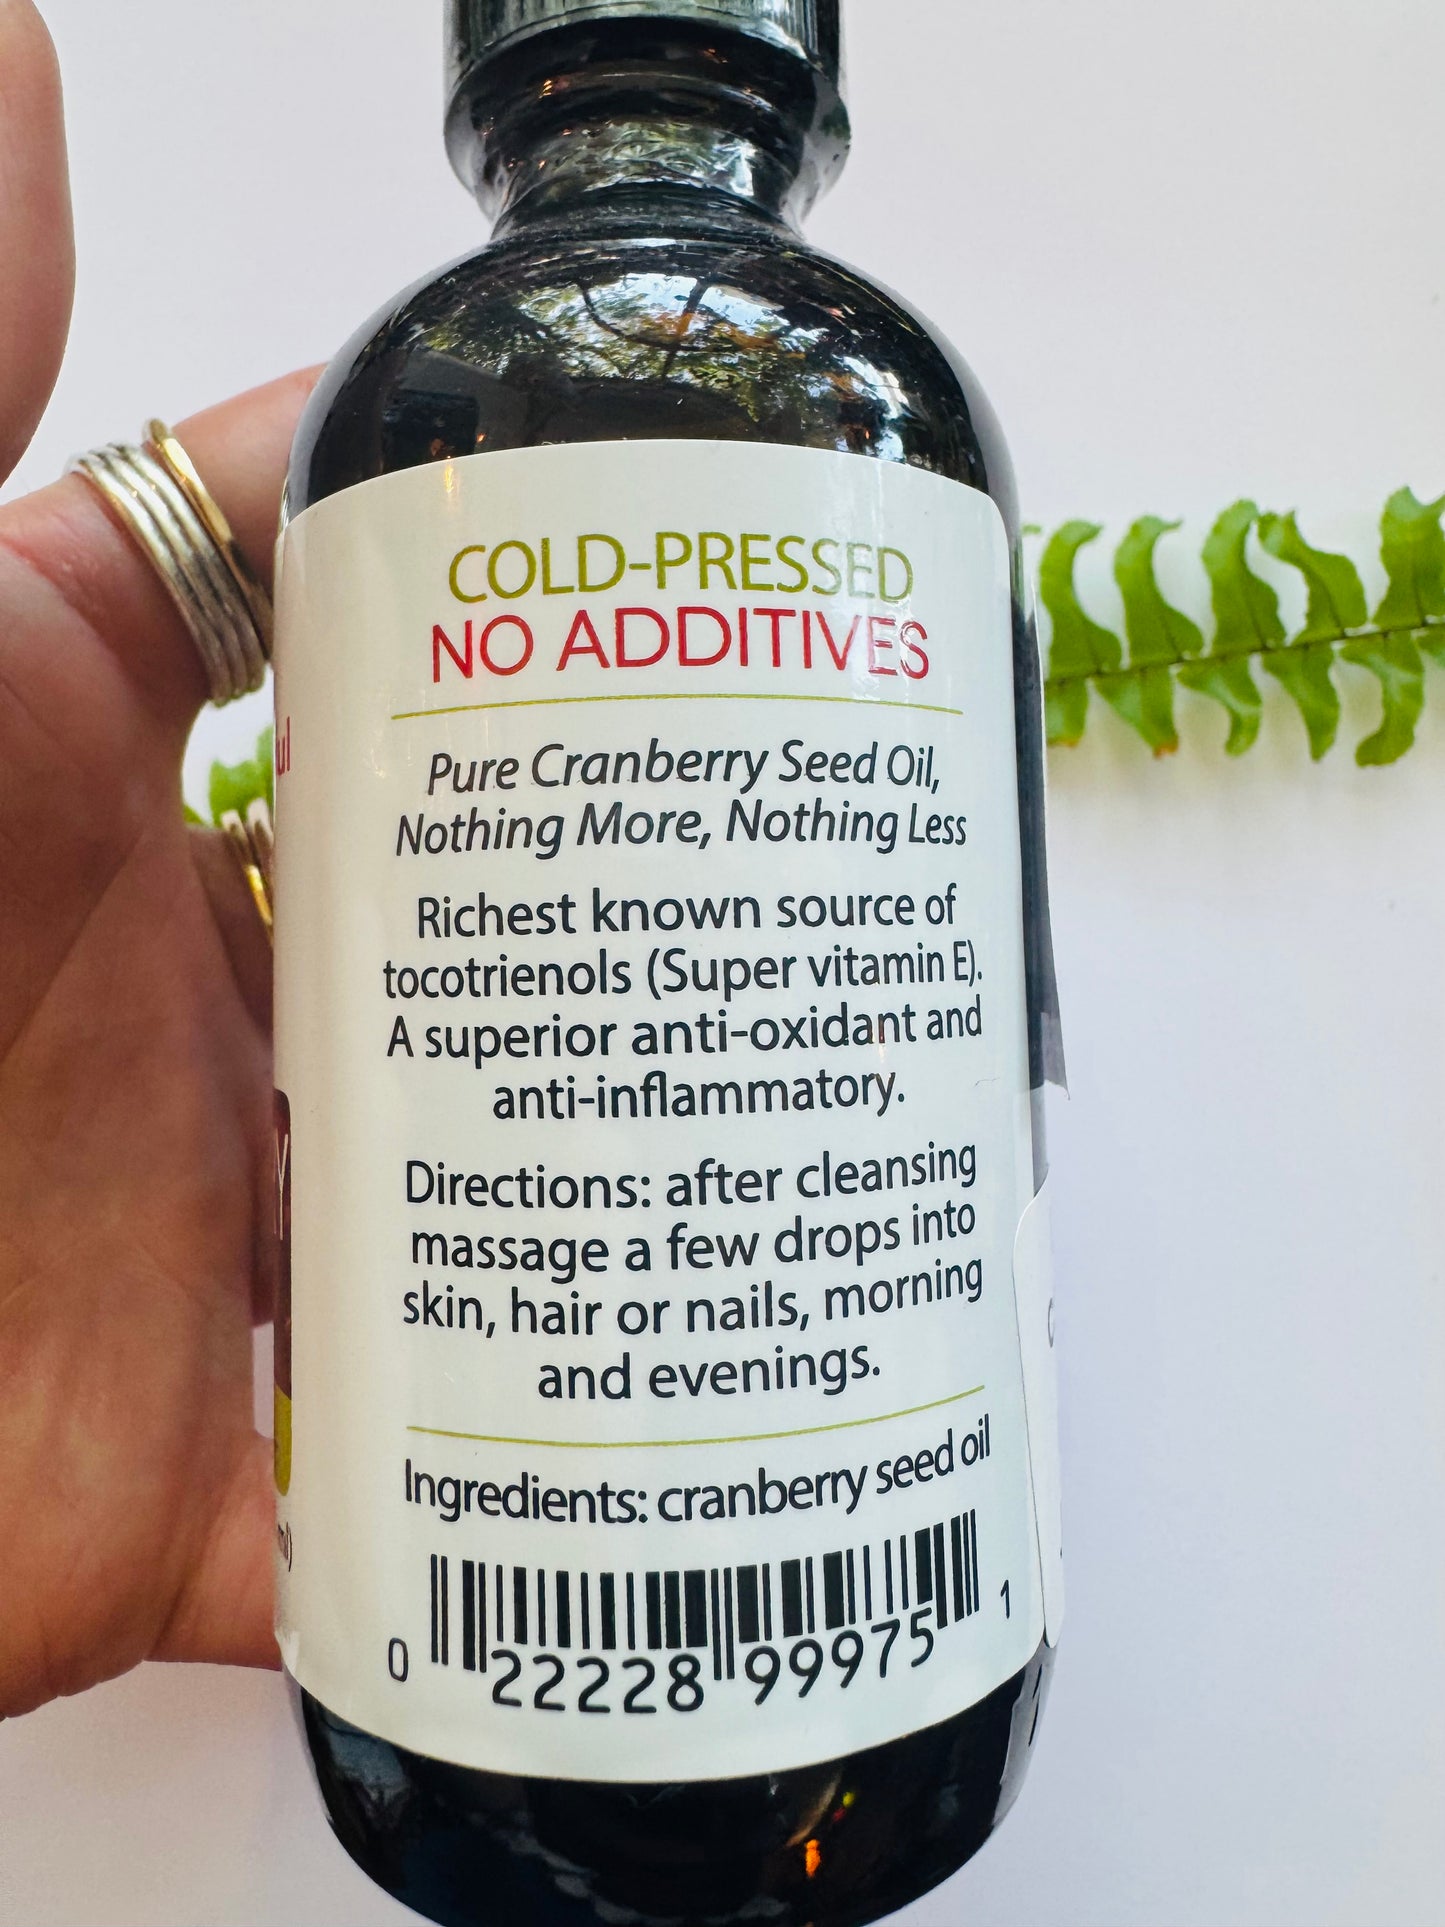 COLD-PRESSED
NO ADDITIVES
Pure Cranberry Seed Oil,
Nothing More, Nothing Less
Richest known source of
tocotrienols (Super vitamin E).
A superior anti-oxidant and
anti-inflammatory.
Directions: after cleansing
massage a few drops into
skin, hair or nails, morning
and evenings.
Ingredients: cranberry seed oil
0 22228 99975 1